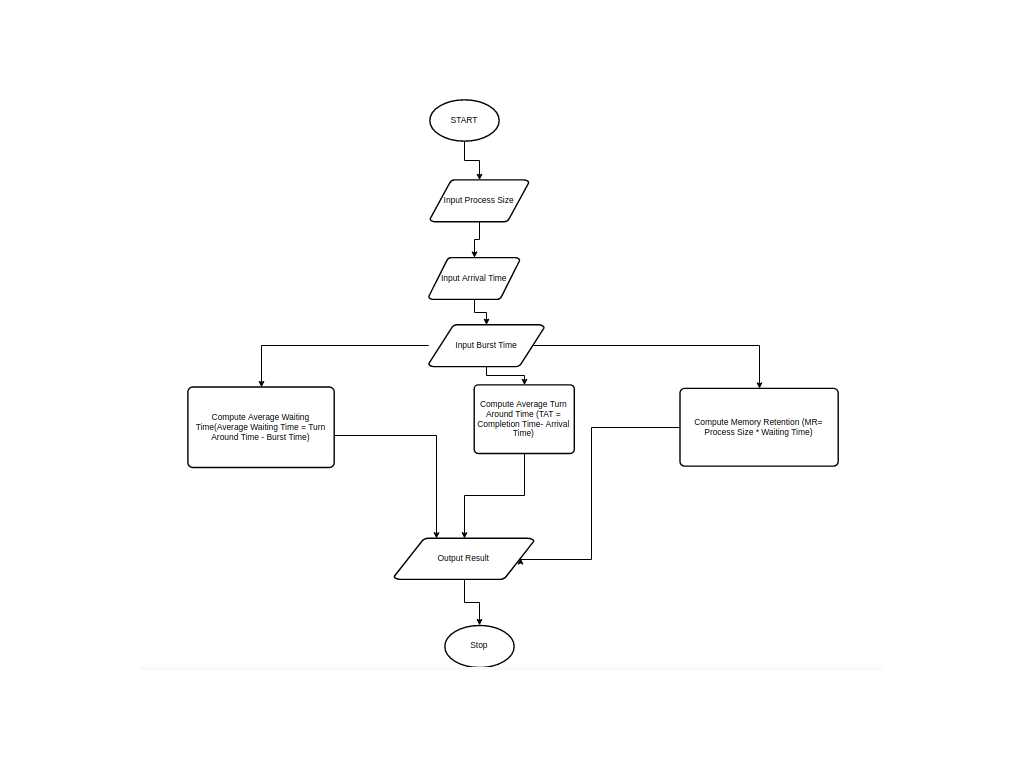 START
Input Process Size
Input Arrival Time
Input Burst Time
Compute Average Waiting
Time(Average Waiting Time = Turn
Around Time - Burst Time)
Compute Average Turn
Around Time (TAT =
Completion Time- Arrival
Time)
Compute Memory Retention (MR=
Process Size * Waiting Time)
Output Result
Stop